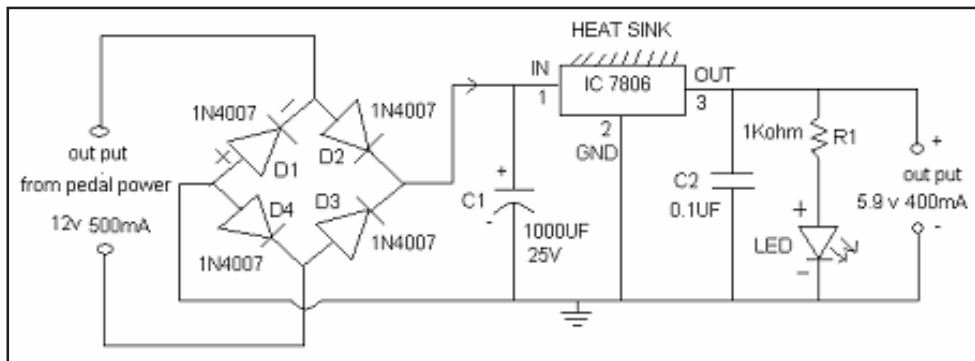 HEAT SINK
IN
IC 7806
OUT
1
3
2
GND
1N4007
1N4007
D1
D2
D4
D3
1N4007
1N4007
out put
from pedal power
12v 500mA
+
C1
-
1000UF
25V
C2
0.1UF
1Kohm
R1
+
LED
-
+
out put
5.9 v 400mA
-